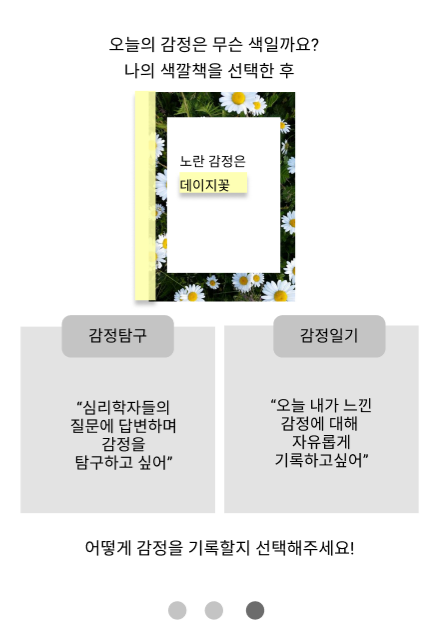 오늘의 감정은 무슨 색일까요?
나의 색깔책을 선택한 후
노란 감정은
데이지꽃
감정탐구
“심리학자들의
질문에 답변하며
감정을
탐구하고 싶어”
감정일기
“오늘 내가 느낀
감정에 대해
자유롭게
기록하고싶어”
어떻게 감정을 기록할지 선택해주세요!